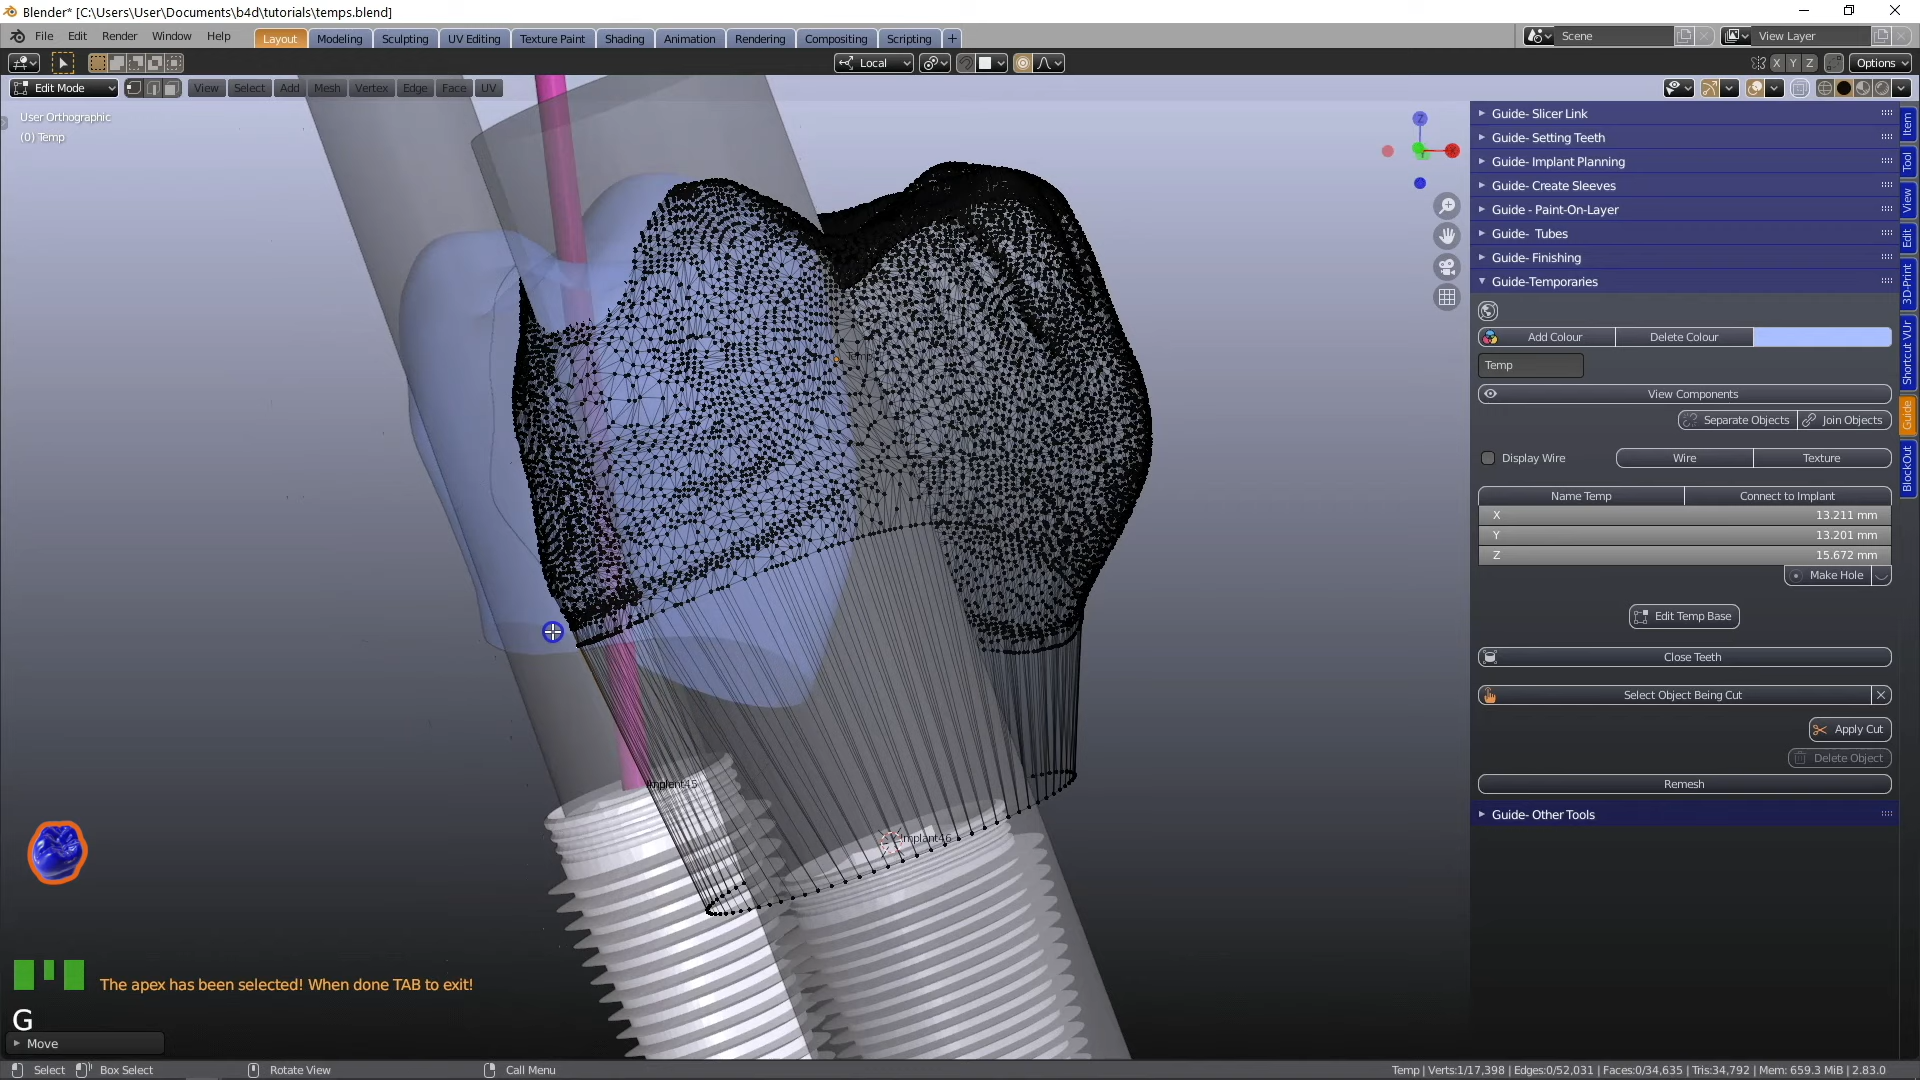 Blender* [C:\Users\User\Documents\b4d\tutorials\temps.blend]
File Edit Render Window Help Layout Modeling Sculpting UV Editing Texture Paint Shading Animation Rendering Compositing Scripting + Scene View Layer
Local X Y Z Options
Edit Mode View Select Add Mesh Vertex Edge Face UV
User Orthographic
(0) Temp
Z
X
Temp
Implant45
Implant46
The apex has been selected! When done TAB to exit!
G
Move
Guide- Slicer Link
Guide- Setting Teeth
Guide- Implant Planning
Guide- Create Sleeves
Guide - Paint-On-Layer
Guide- Tubes
Guide- Finishing
Guide-Temporaries
Add Colour Delete Colour
Temp
View Components
Separate Objects Join Objects
Display Wire Wire Texture
Name Temp Connect to Implant
X 13.211 mm
Y 13.201 mm
Z 15.672 mm
Make Hole
Edit Temp Base
Close Teeth
Select Object Being Cut
Apply Cut
Delete Object
Remesh
Guide- Other Tools
Item
Tool
View
Edit
3D-Print
Shortcut VUr
Guide
BlockOut
Select Box Select Rotate View Call Menu Temp | Verts:1/17,398 | Edges:0/52,031 | Faces:0/34,635 | Tris:34,792 | Mem: 659.3 MiB | 2.83.0